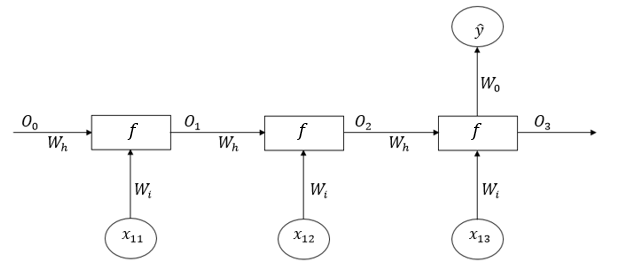 ŷ
W₀
O₀ f O₁ f O₂ f O₃
Wₕ Wₕ Wₕ
Wᵢ Wᵢ Wᵢ
x₁₁ x₁₂ x₁₃